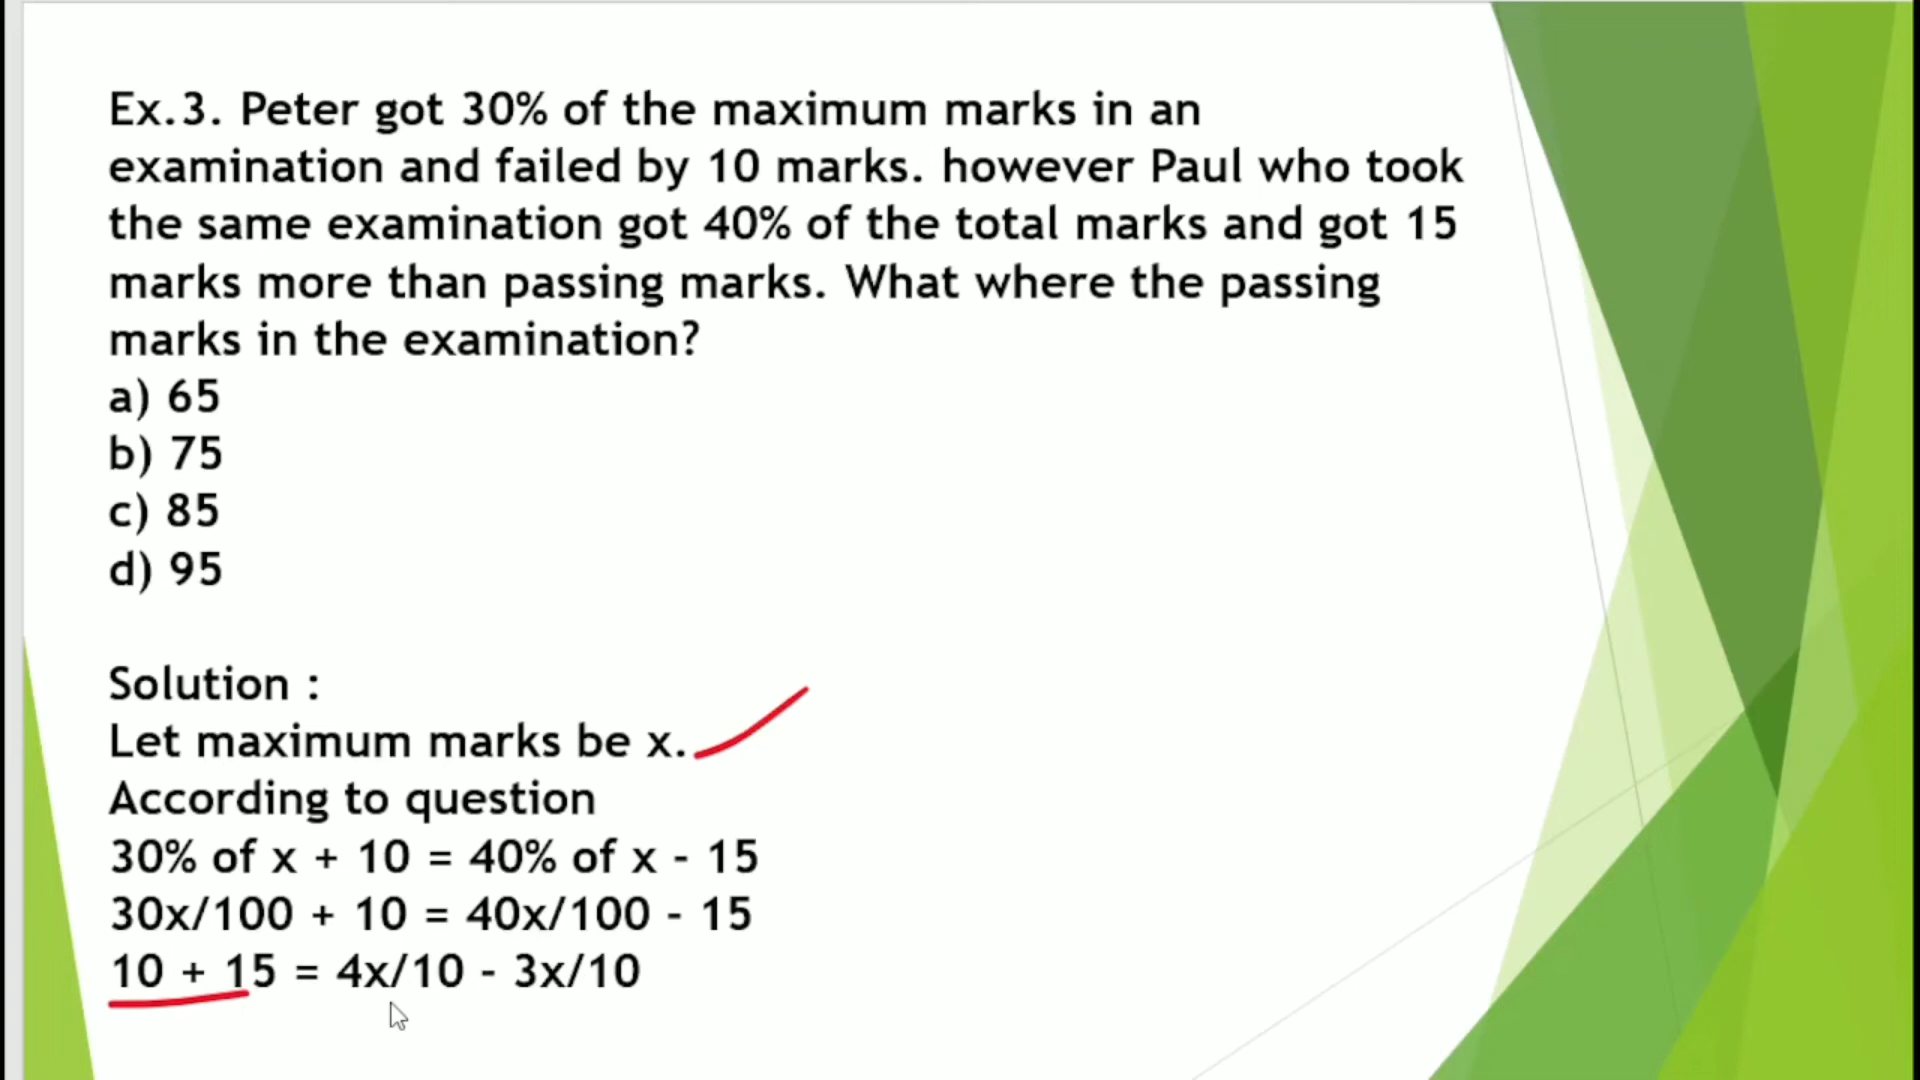 Ex.3. Peter got 30% of the maximum marks in an
examination and failed by 10 marks. however Paul who took
the same examination got 40% of the total marks and got 15
marks more than passing marks. What where the passing
marks in the examination?
a) 65
b) 75
c) 85
d) 95
Solution :
Let maximum marks be x.
According to question
30% of x + 10 = 40% of x - 15
30x/100 + 10 = 40x/100 - 15
10 + 15 = 4x/10 - 3x/10